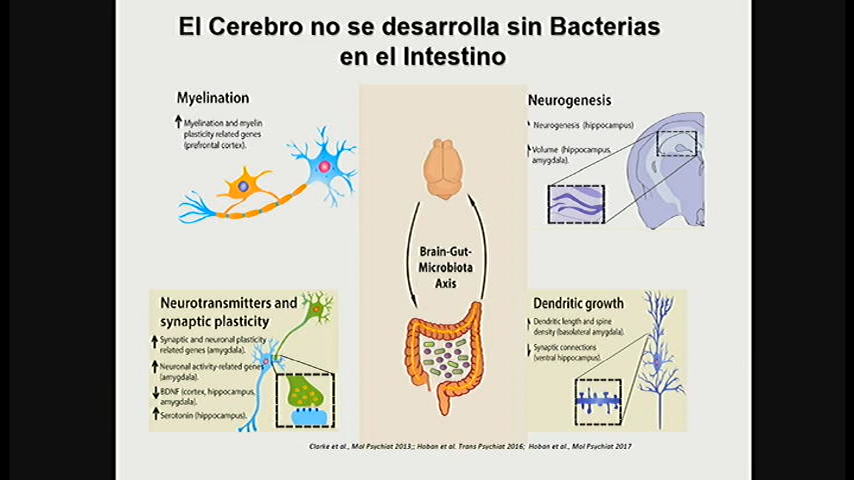 El Cerebro no se desarrolla sin Bacterias
en el Intestino
Myelination
Myelination and myelin
plasticity related genes
(prefrontal cortex).
Neurogenesis
Neurogenesis (hippocampus)
Volume (hippocampus,
amygdala).
Brain-Gut-
Microbiota
Axis
Neurotransmitters and
synaptic plasticity
Synaptic and neuronal plasticity
related genes (amygdala).
Neuronal activity-related genes
(amygdala).
BDNF (cortex, hippocampus,
amygdala).
Serotonin (hippocampus).
Dendritic growth
Dendritic length and spine
density (basolateral amygdala).
Synaptic connections
(ventral hippocampus).
Clarke et al., Mol Psychiat 2013;; Hoban et al. Trans Psychiat 2016; Hoban et al., Mol Psychiat 2017